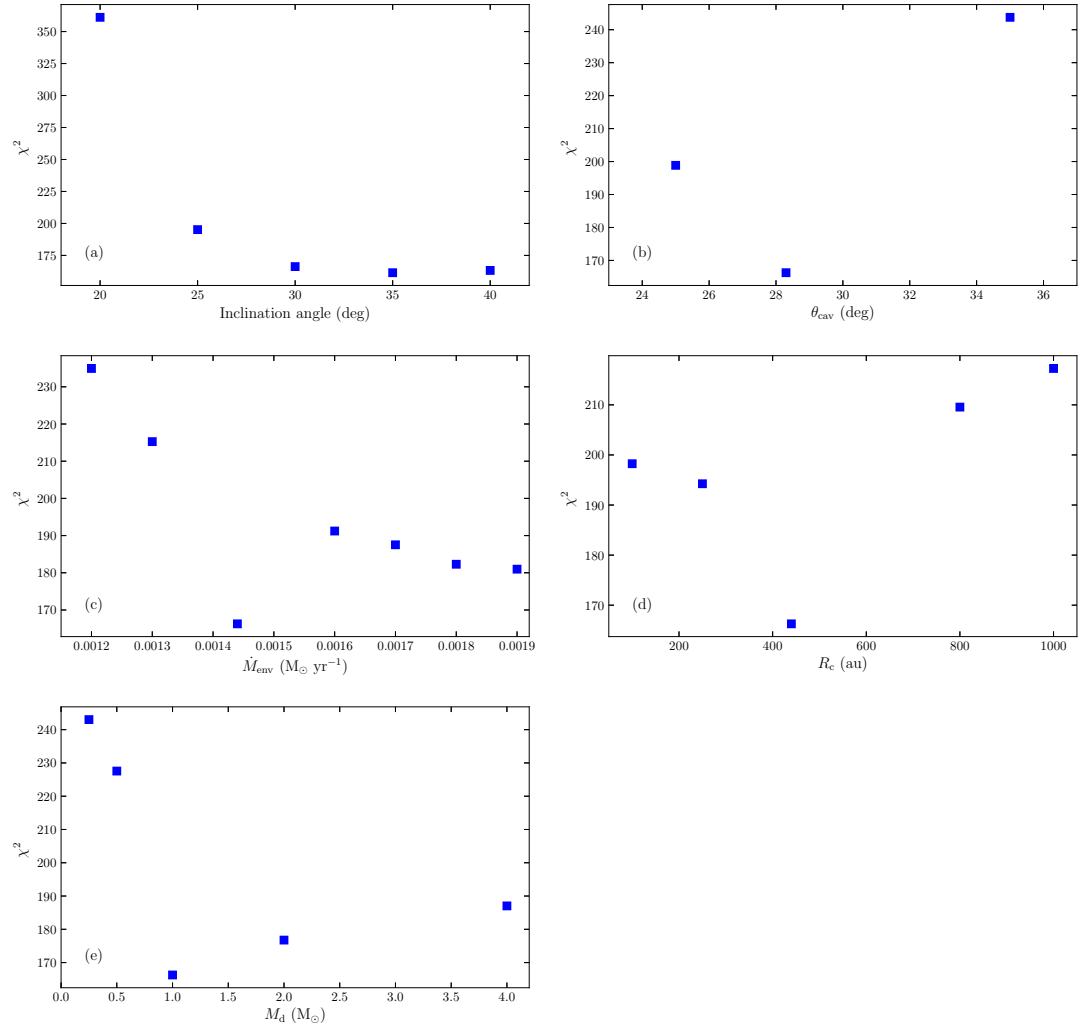 350
325
300
275
250
225
200
175
χ²
(a)
20 25 30 35 40
Inclination angle (deg)
240
230
220
210
200
190
180
170
χ²
(b)
24 26 28 30 32 34 36
θcav (deg)
230
220
210
200
190
180
170
χ²
(c)
0.0012 0.0013 0.0014 0.0015 0.0016 0.0017 0.0018 0.0019
Ṁenv (M⊙ yr⁻¹)
210
200
190
180
170
χ²
(d)
200 400 600 800 1000
Rc (au)
240
230
220
210
200
190
180
170
χ²
(e)
0.0 0.5 1.0 1.5 2.0 2.5 3.0 3.5 4.0
Md (M⊙)